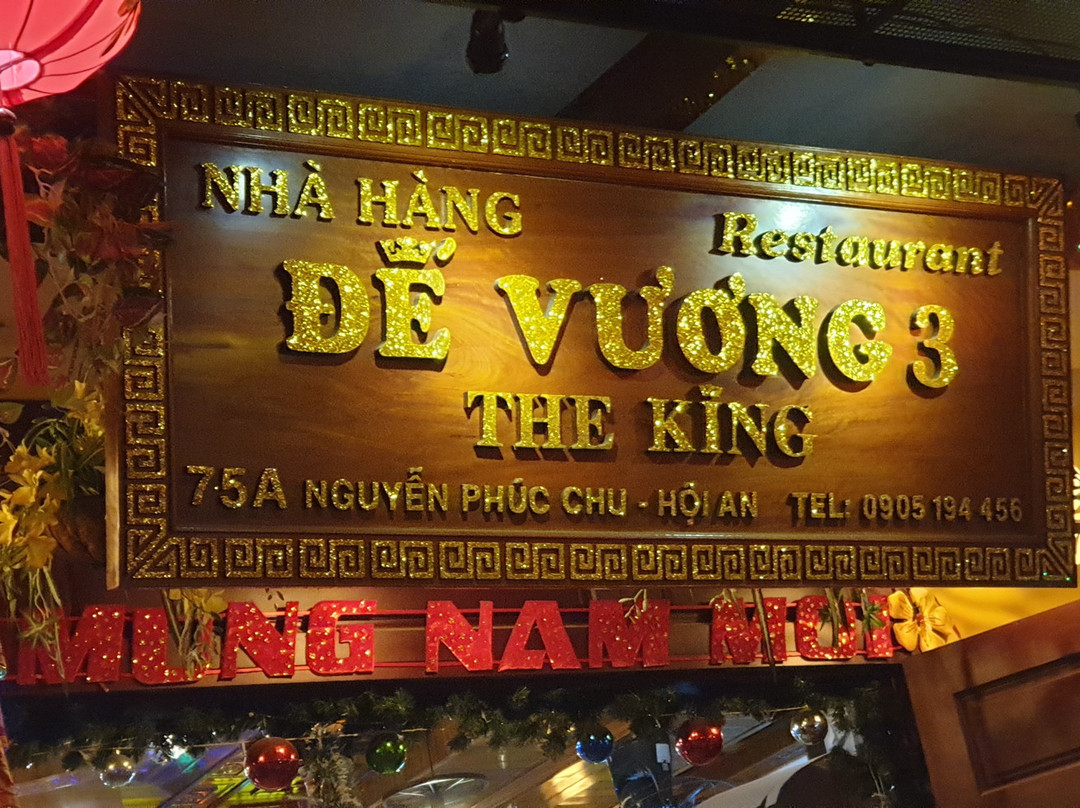 NHÀ HÀNG
Restaurant
ĐẾ VƯƠNG 3
THE KING
75A NGUYỄN PHÚC CHU - HỘI AN TEL: 0905 194 456
MUNG NAM MOI